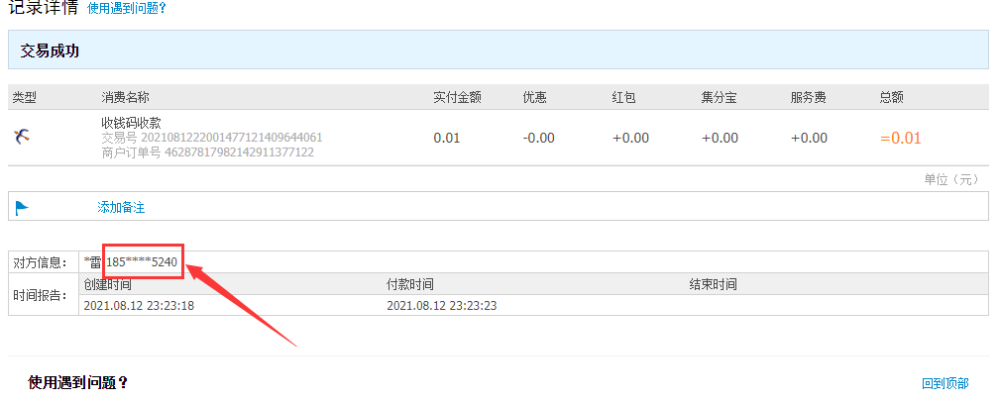 记录详情 使用遇到问题?
交易成功
类型 消费名称 实付金额 优惠 红包 集分宝 服务费 总额
收钱码收款
交易号 2021081222001477121409644061
商户订单号 46287817982142911377122
0.01 -0.00 +0.00 +0.00 +0.00 =0.01
单位（元）
添加备注
对方信息： *雷 185****5240
时间报告： 创建时间 付款时间 结束时间
2021.08.12 23:23:18 2021.08.12 23:23:23
使用遇到问题？ 回到顶部